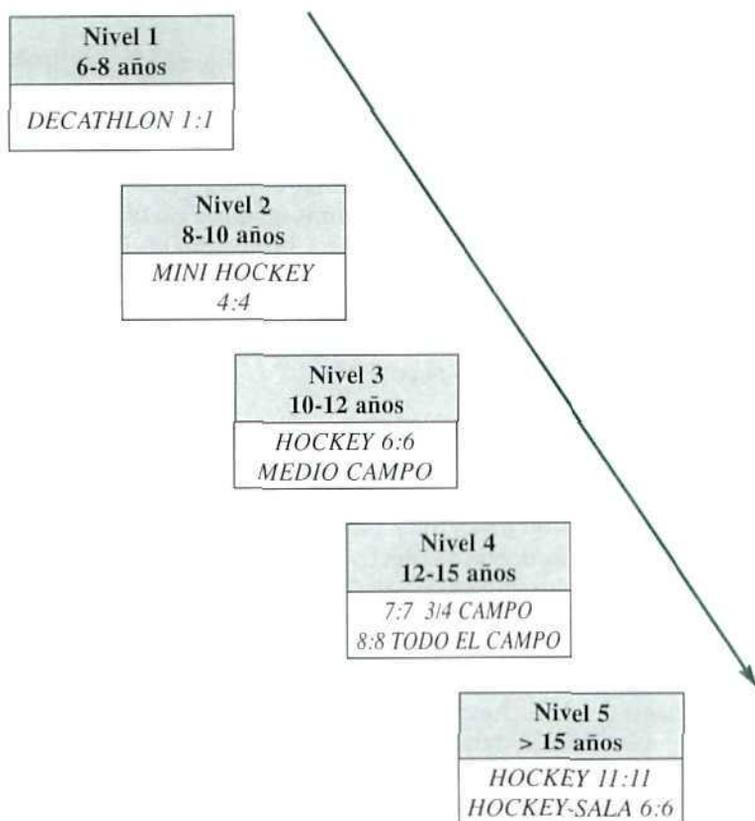 Nivel 1
6-8 años
DECATHLON 1:1
Nivel 2
8-10 años
MINI HOCKEY
4:4
Nivel 3
10-12 años
HOCKEY 6:6
MEDIO CAMPO
Nivel 4
12-15 años
7:7 3/4 CAMPO
8:8 TODO EL CAMPO
Nivel 5
> 15 años
HOCKEY 11:11
HOCKEY-SALA 6:6